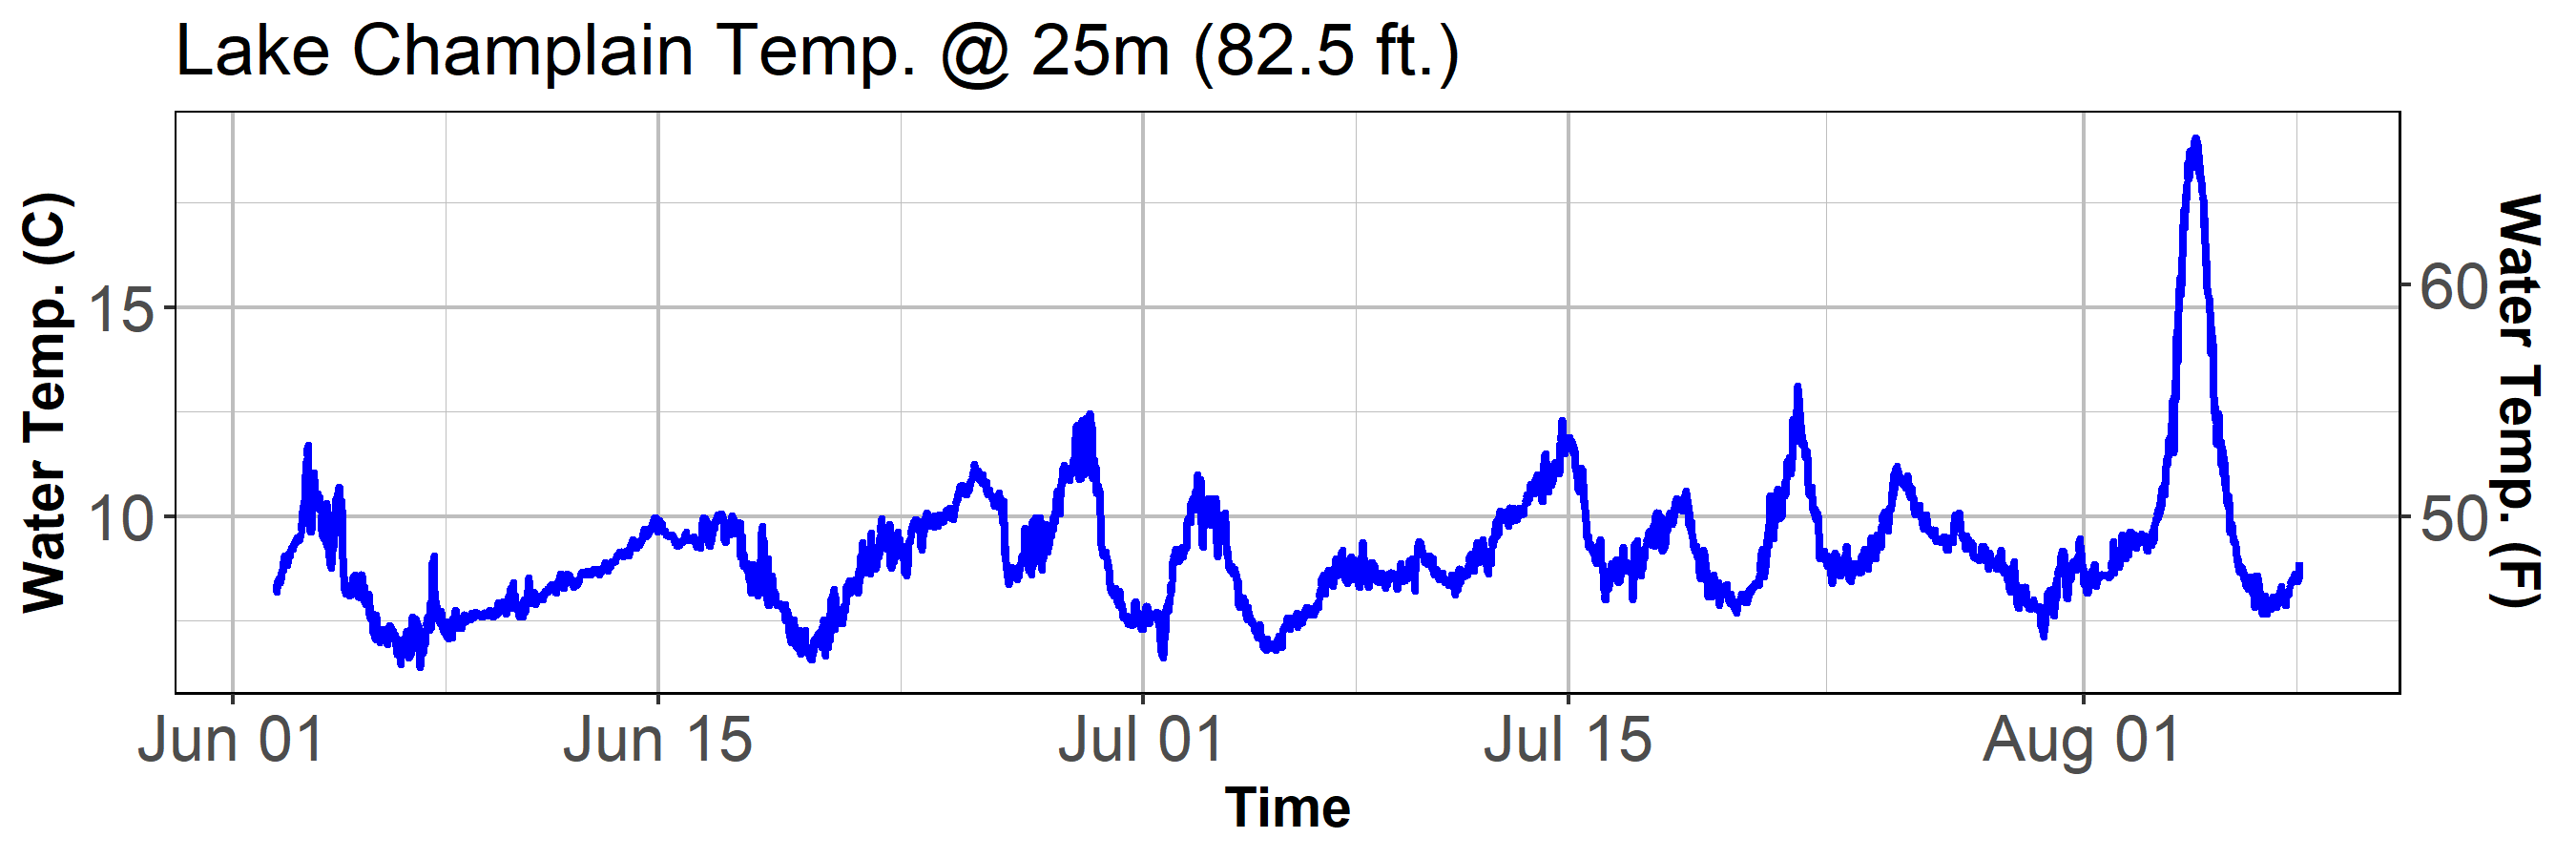 Lake Champlain Temp. @ 25m (82.5 ft.)
Water Temp. (C)
15
10
60
50
Water Temp. (F)
Jun 01
Jun 15
Jul 01
Jul 15
Aug 01
Time